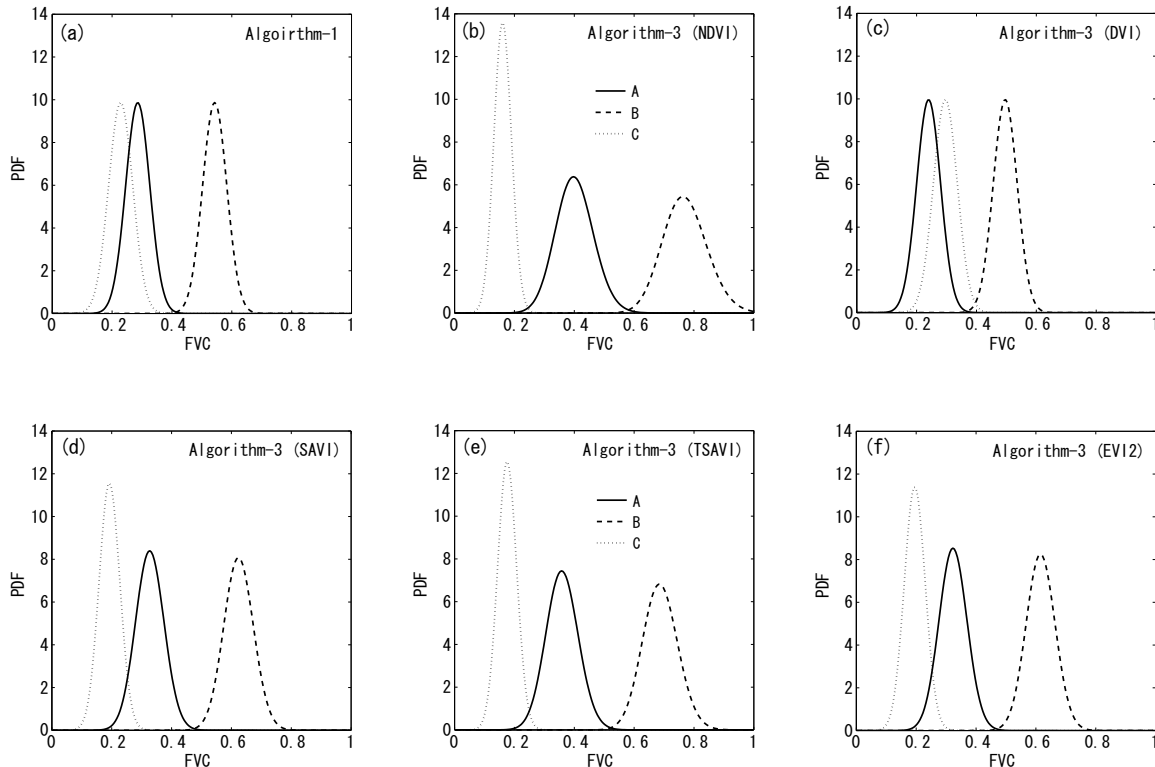 (a) Algoirthm-1
14
12
10
8
6
4
2
0
PDF
0 0.2 0.4 0.6 0.8 1
FVC
(b) Algorithm-3 (NDVI)
A
B
C
14
12
10
8
6
4
2
0
PDF
0 0.2 0.4 0.6 0.8 1
FVC
(c) Algorithm-3 (DVI)
14
12
10
8
6
4
2
0
PDF
0 0.2 0.4 0.6 0.8 1
FVC
(d) Algorithm-3 (SAVI)
14
12
10
8
6
4
2
0
PDF
0 0.2 0.4 0.6 0.8 1
FVC
(e) Algorithm-3 (TSAVI)
A
B
C
14
12
10
8
6
4
2
0
PDF
0 0.2 0.4 0.6 0.8 1
FVC
(f) Algorithm-3 (EVI2)
14
12
10
8
6
4
2
0
PDF
0 0.2 0.4 0.6 0.8 1
FVC